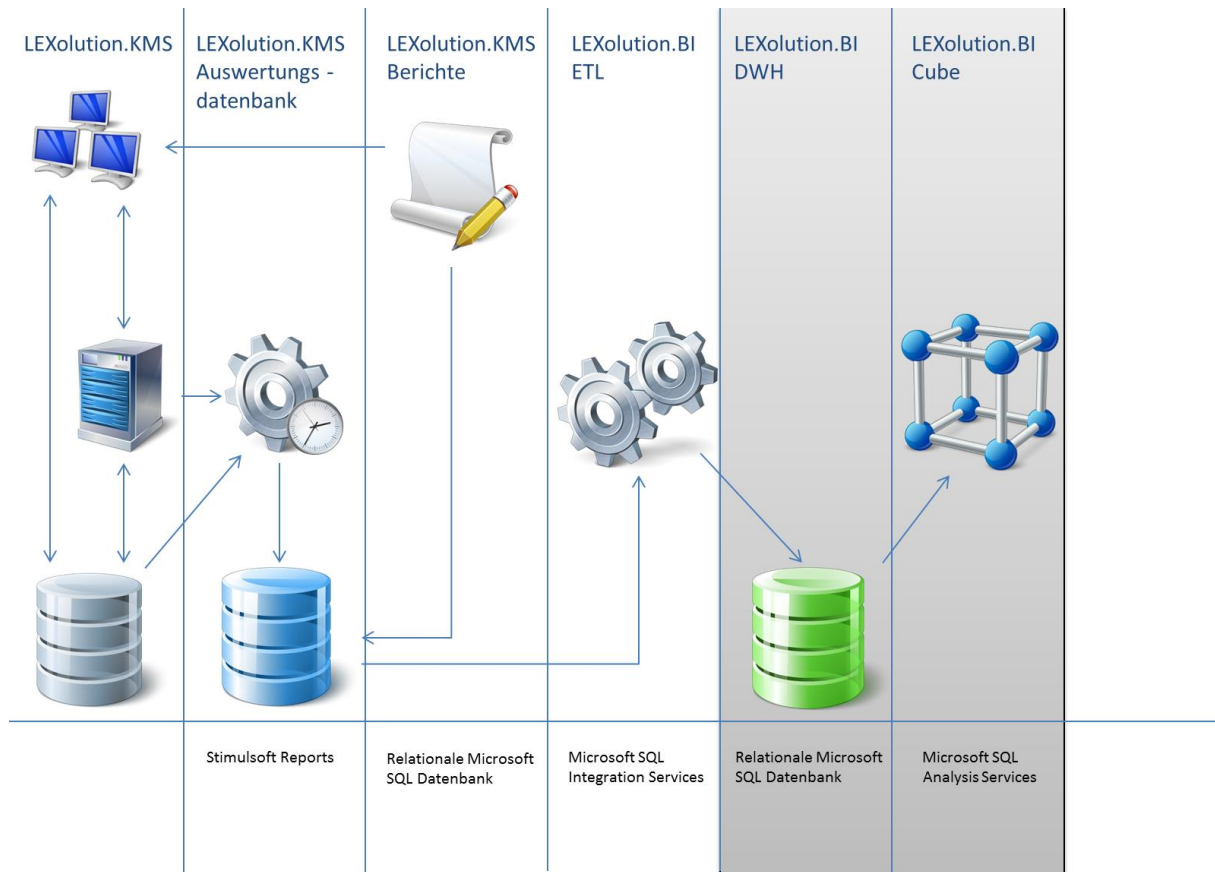 LEXolution.KMS
LEXolution.KMS
Auswertungs -
datenbank
LEXolution.KMS
Berichte
LEXolution.BI
ETL
LEXolution.BI
DWH
LEXolution.BI
Cube
Stimulsoft Reports
Relationale Microsoft
SQL Datenbank
Microsoft SQL
Integration Services
Relationale Microsoft
SQL Datenbank
Microsoft SQL
Analysis Services